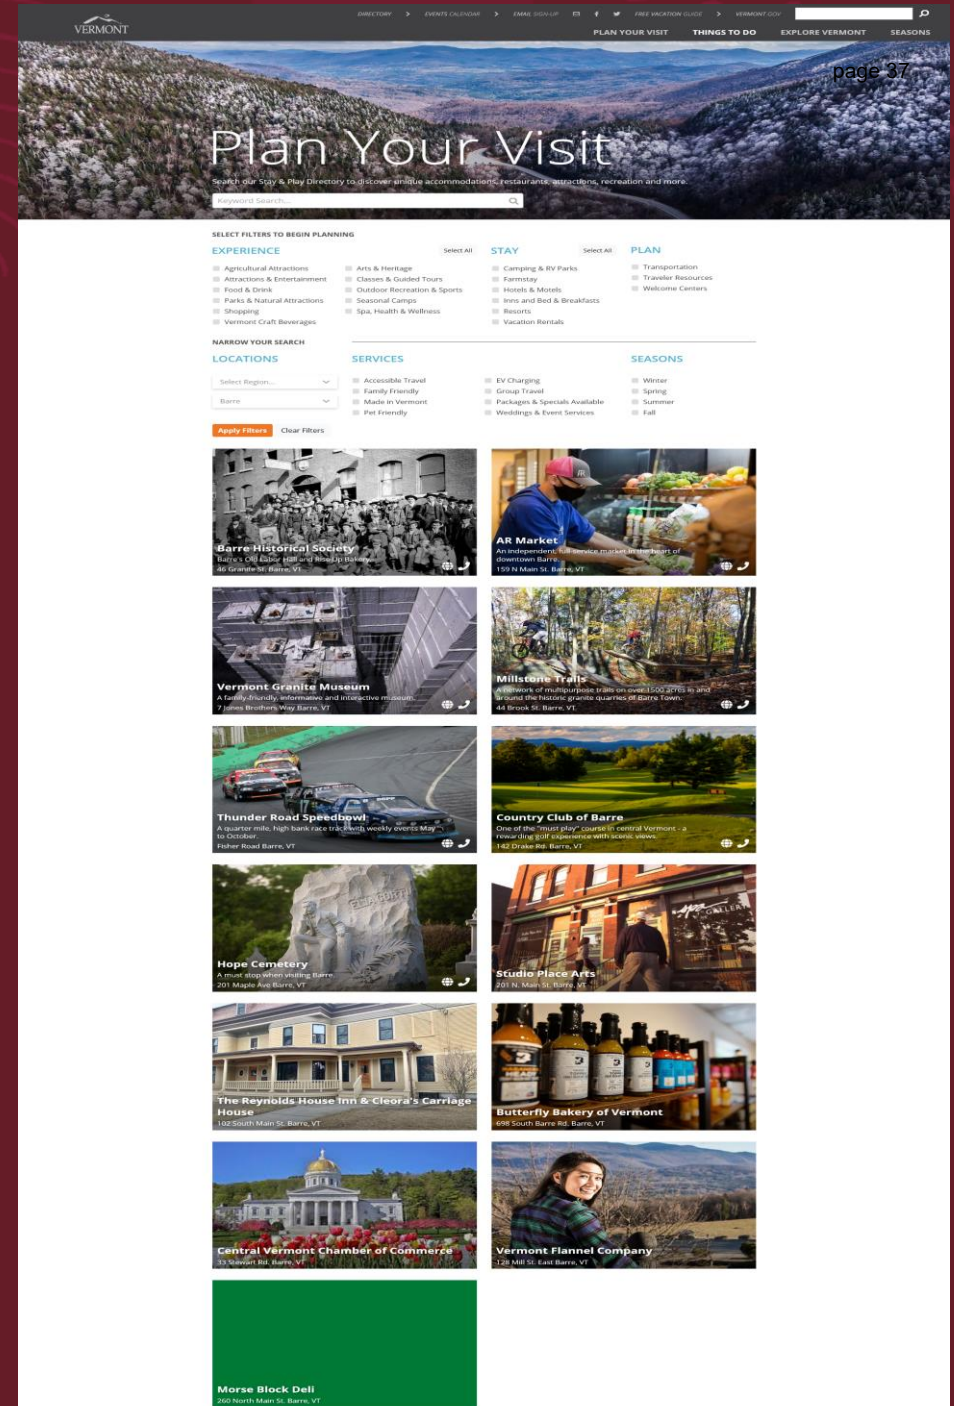 VERMONT
DIRECTORY > EVENTS CALENDAR > EMAIL SIGN-UP FREE VACATION GUIDE > VERMONT.GOV
PLAN YOUR VISIT THINGS TO DO EXPLORE VERMONT SEASONS
page 37
Plan Your Visit
Search our Stay & Play Directory to discover unique accommodations, restaurants, attractions, recreation and more.
Keyword Search...
SELECT FILTERS TO BEGIN PLANNING
EXPERIENCE Select All
Agricultural Attractions
Attractions & Entertainment
Food & Drink
Parks & Natural Attractions
Shopping
Vermont Craft Beverages
Arts & Heritage
Classes & Guided Tours
Outdoor Recreation & Sports
Seasonal Camps
Spa, Health & Wellness
STAY Select All
Camping & RV Parks
Farmstay
Hotels & Motels
Inns and Bed & Breakfasts
Resorts
Vacation Rentals
PLAN
Transportation
Traveler Resources
Welcome Centers
NARROW YOUR SEARCH
LOCATIONS
Select Region...
Barre
SERVICES
Accessible Travel
Family Friendly
Made in Vermont
Pet Friendly
EV Charging
Group Travel
Packages & Specials Available
Weddings & Event Services
SEASONS
Winter
Spring
Summer
Fall
Apply Filters Clear Filters
Barre Historical Society
Barre's Old Labor Hall and Rise Up Bakery.
46 Granite St. Barre, VT
AR Market
An independent, full-service market in the heart of
downtown Barre.
159 N Main St. Barre, VT
Vermont Granite Museum
A family-friendly, informative and interactive museum.
7 Jones Brothers Way Barre, VT
Millstone Trails
A network of multipurpose trails on over 1500 acres in and
around the historic granite quarries of Barre Town.
44 Brook St. Barre, VT
Thunder Road Speedbowl
A quarter mile, high bank race track with weekly events May
to October.
Fisher Road Barre, VT
Country Club of Barre
One of the "must play" course in central Vermont - a
rewarding golf experience with scenic views.
142 Drake Rd. Barre, VT
Hope Cemetery
A must stop when visiting Barre.
201 Maple Ave Barre, VT
GALLERY
Studio Place Arts
201 N. Main St. Barre, VT
The Reynolds House Inn & Cleora's Carriage
House
102 South Main St. Barre, VT
Butterfly Bakery of Vermont
698 South Barre Rd. Barre, VT
Central Vermont Chamber of Commerce
33 Stewart Rd. Barre, VT
Vermont Flannel Company
128 Mill St. East Barre, VT
Morse Block Deli
260 North Main St. Barre, VT